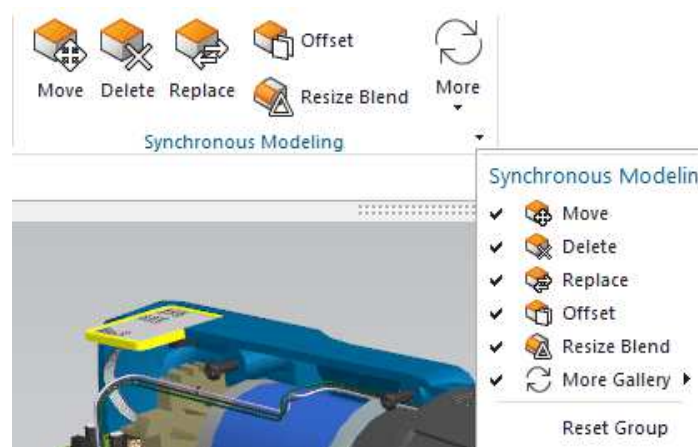 Offset
Move Delete Replace
Resize Blend
More
Synchronous Modeling
Synchronous Modelin
Move
Delete
Replace
Offset
Resize Blend
More Gallery
Reset Group